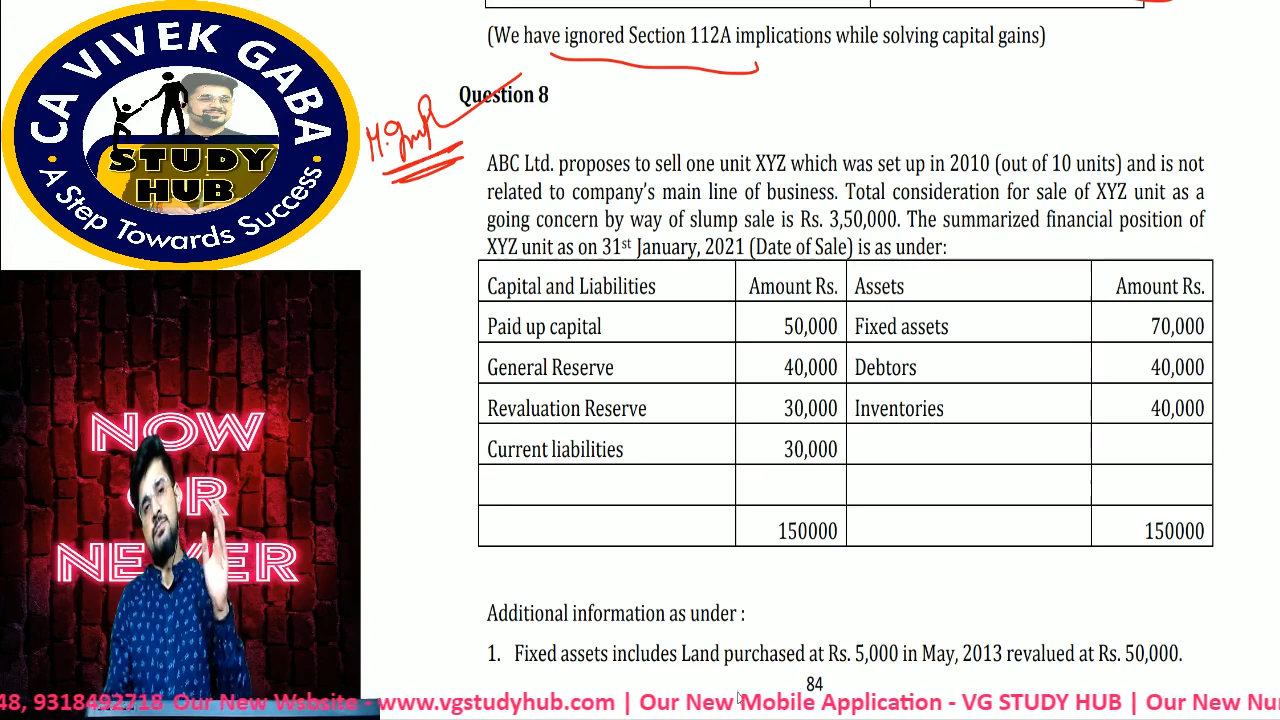 (We have ignored Section 112A implications while solving capital gains)
CA VIVEK GABA
STUDY
HUB
A Step Towards Success
Question 8
ABC Ltd. proposes to sell one unit XYZ which was set up in 2010 (out of 10 units) and is not
related to company's main line of business. Total consideration for sale of XYZ unit as a
going concern by way of slump sale is Rs. 3,50,000. The summarized financial position of
XYZ unit as on 31st January, 2021 (Date of Sale) is as under:
Capital and Liabilities Amount Rs. Assets Amount Rs.
Paid up capital 50,000 Fixed assets 70,000
General Reserve 40,000 Debtors 40,000
Revaluation Reserve 30,000 Inventories 40,000
Current liabilities 30,000
150000 150000
NOW
OR
NEVER
Additional information as under :
1. Fixed assets includes Land purchased at Rs. 5,000 in May, 2013 revalued at Rs. 50,000.
84
48, 9318492718 Our New Wsbsite - www.vgstudyhub.com | Our New Mobile Application - VG STUDY HUB | Our New Nu